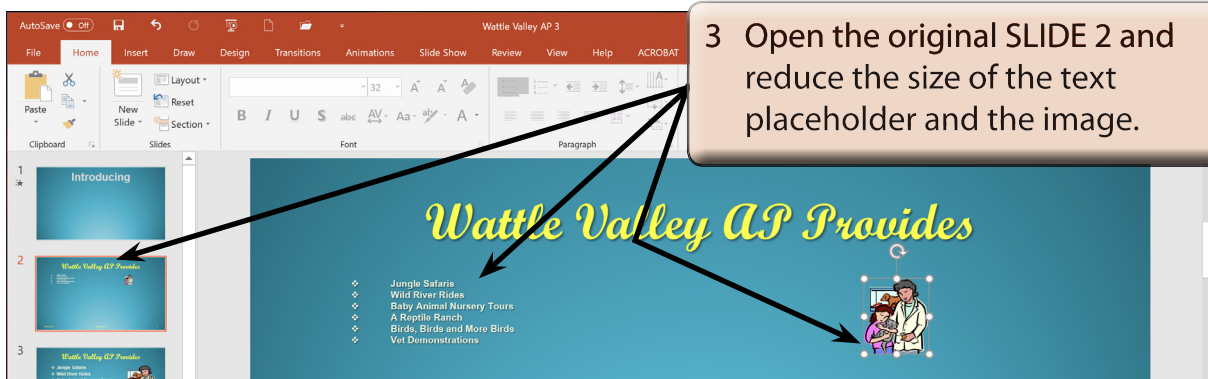 AutoSave Off
Wattle Valley AP 3
File Home Insert Draw Design Transitions Animations Slide Show Review View Help ACROBAT
3 Open the original SLIDE 2 and
reduce the size of the text
placeholder and the image.
Paste
New
Slide
Layout
Reset
Section
32 A A A
B I U S abc AV Aa ab A
A
Clipboard Slides Font Paragraph
1
Introducing
2
Wattle Valley AP Provides
3
Wattle Valley AP Provides
Jungle Safaris
Wild River Rides
Wattle Valley AP Provides
❖ Jungle Safaris
❖ Wild River Rides
❖ Baby Animal Nursery Tours
❖ A Reptile Ranch
❖ Birds, Birds and More Birds
❖ Vet Demonstrations